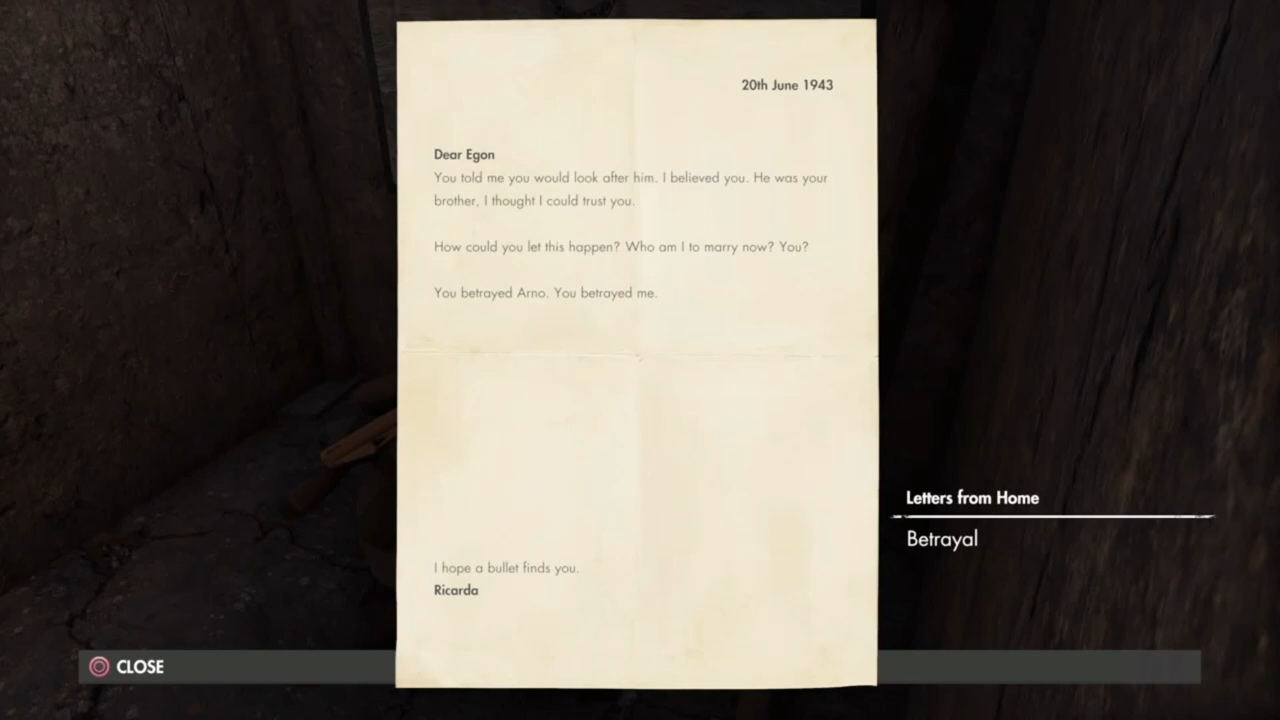 20th June 1943
Dear Egon
You told me you would look after him. I believed you. He was your
brother, I thought I could trust you.
How could you let this happen? Who am I to marry now? You?
You betrayed Arno. You betrayed me.
I hope a bullet finds you.
Ricarda
Letters from Home
Betrayal
CLOSE